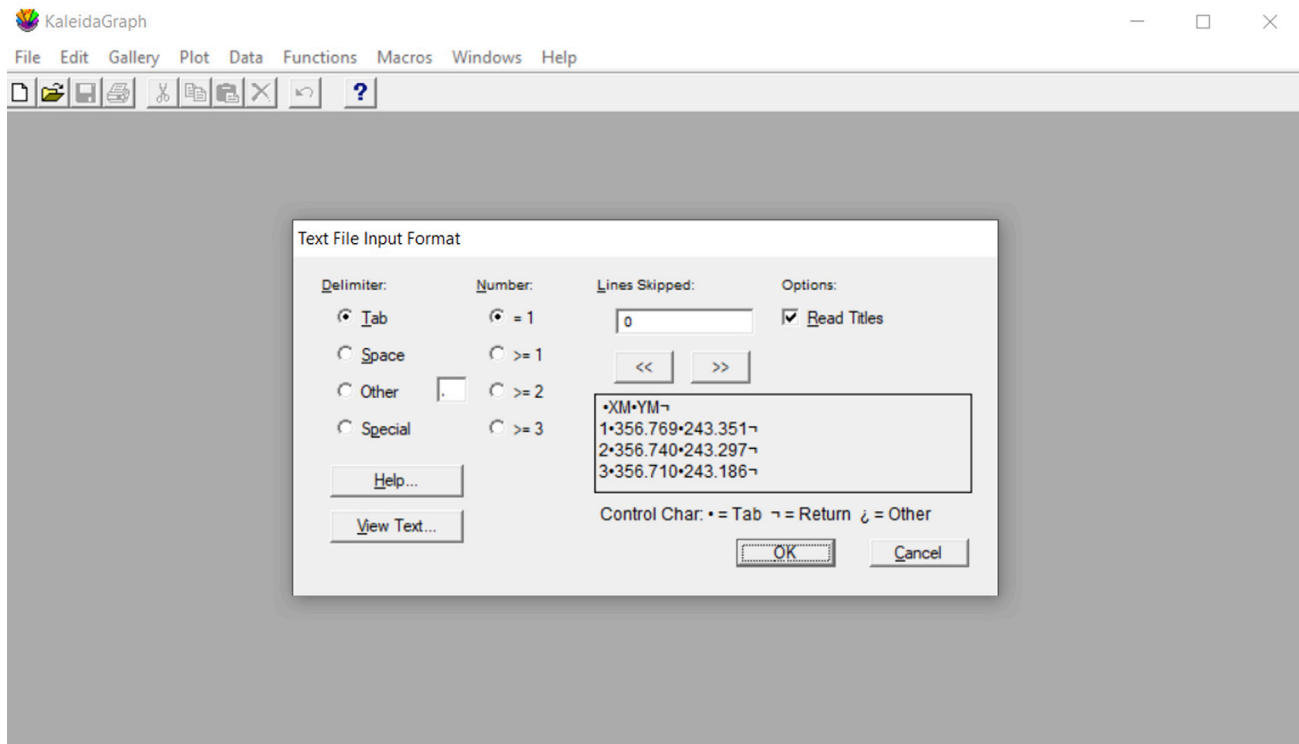 KaleidaGraph
File Edit Gallery Plot Data Functions Macros Windows Help
?
Text File Input Format
Delimiter: Number: Lines Skipped: Options:
Tab = 1 0 Read Titles
Space >= 1 << >>
Other . >= 2
Special >= 3
•XM•YM¬
1•356.769•243.351¬
2•356.740•243.297¬
3•356.710•243.186¬
Help...
View Text...
Control Char: • = Tab ¬ = Return ¿ = Other
OK Cancel